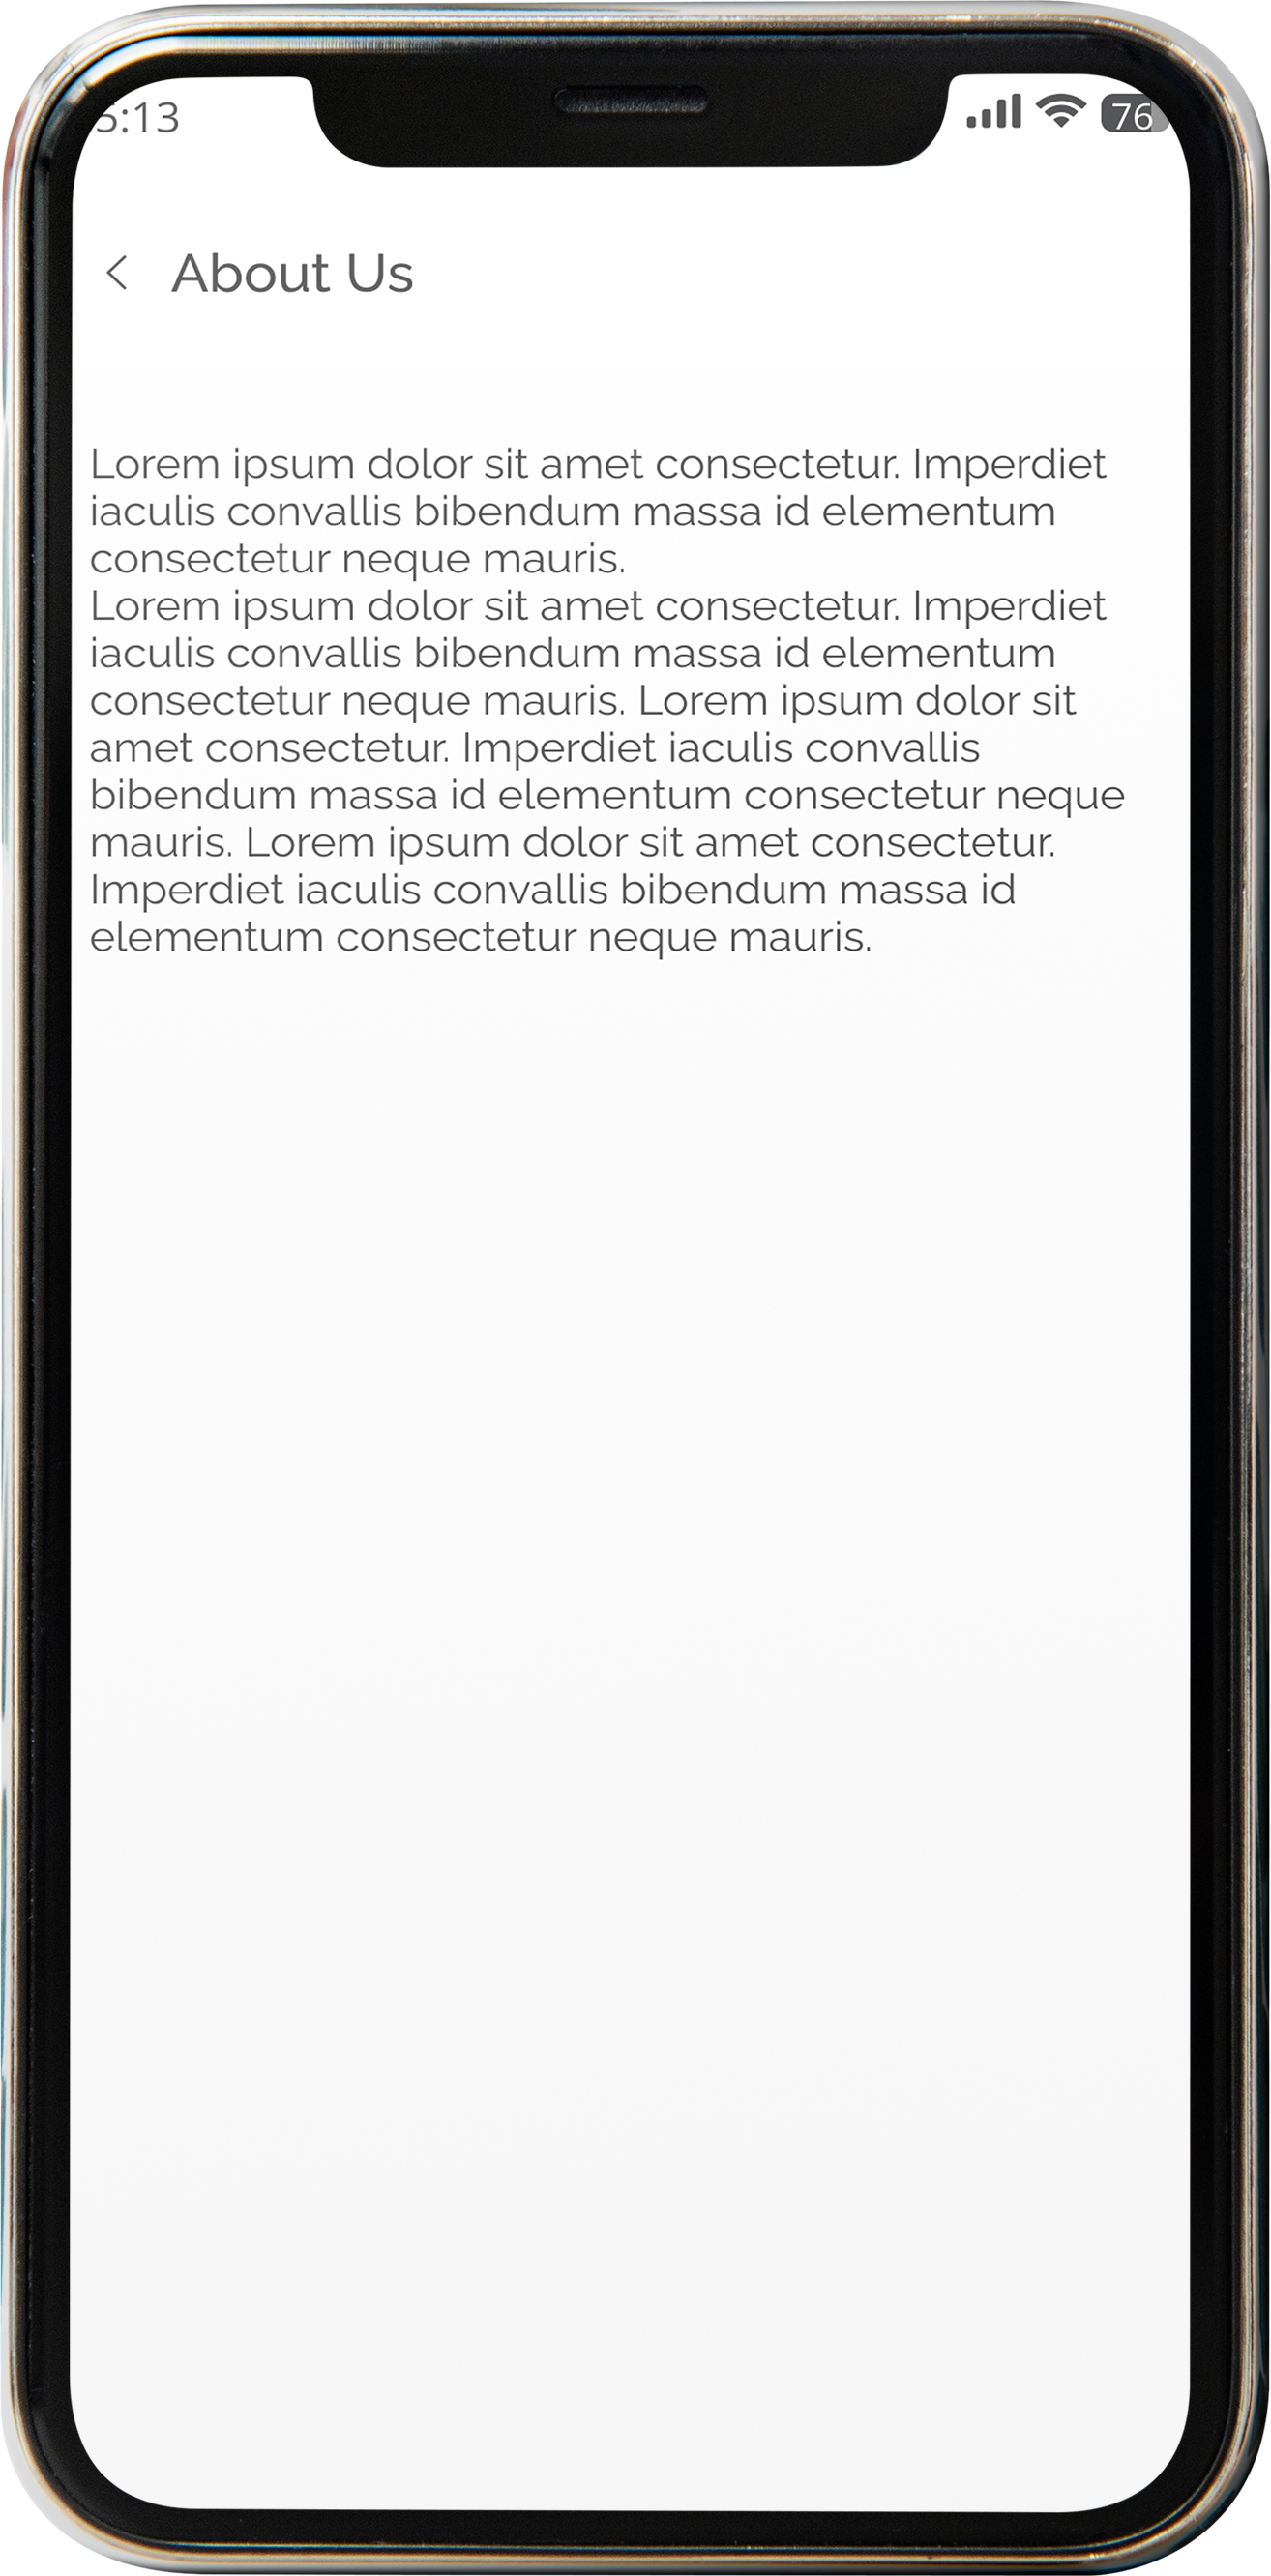 5:13
76
About Us
Lorem ipsum dolor sit amet consectetur. Imperdiet
iaculis convallis bibendum massa id elementum
consectetur neque mauris.
Lorem ipsum dolor sit amet consectetur. Imperdiet
iaculis convallis bibendum massa id elementum
consectetur neque mauris. Lorem ipsum dolor sit
amet consectetur. Imperdiet iaculis convallis
bibendum massa id elementum consectetur neque
mauris. Lorem ipsum dolor sit amet consectetur.
Imperdiet iaculis convallis bibendum massa id
elementum consectetur neque mauris.